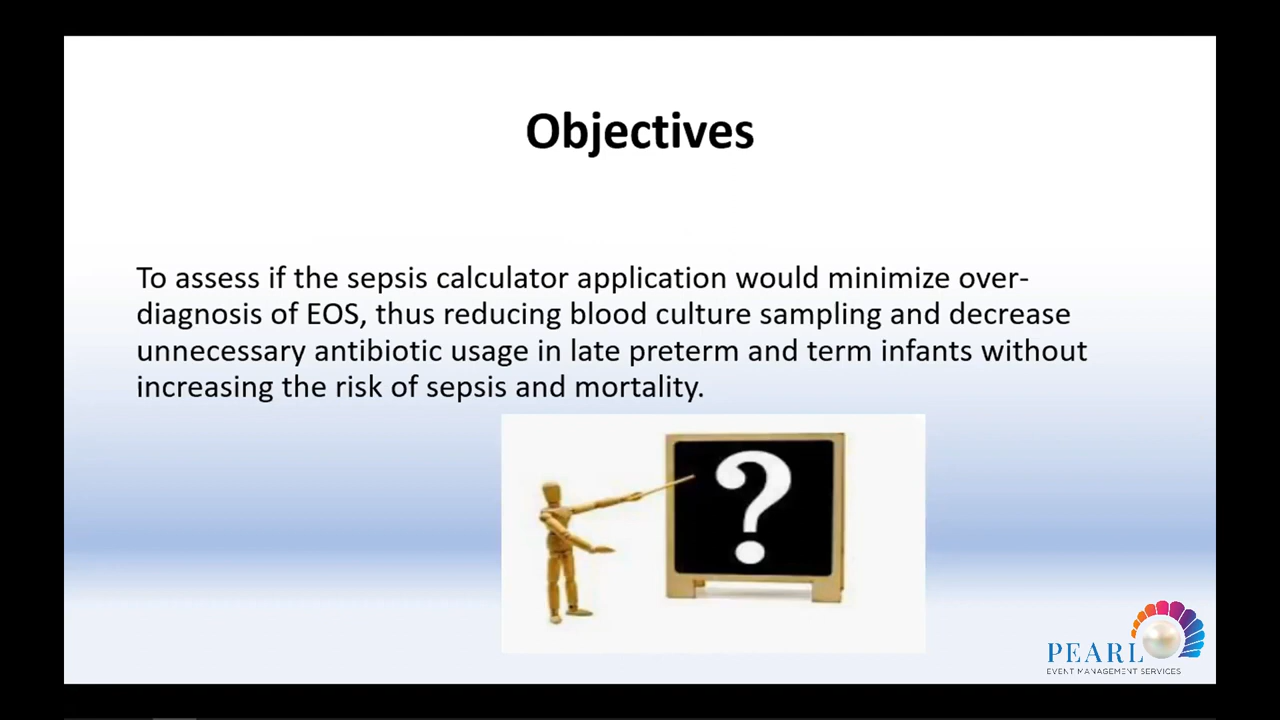 Objectives
To assess if the sepsis calculator application would minimize over-
diagnosis of EOS, thus reducing blood culture sampling and decrease
unnecessary antibiotic usage in late preterm and term infants without
increasing the risk of sepsis and mortality.
?
PEARL
EVENT MANAGEMENT SERVICES